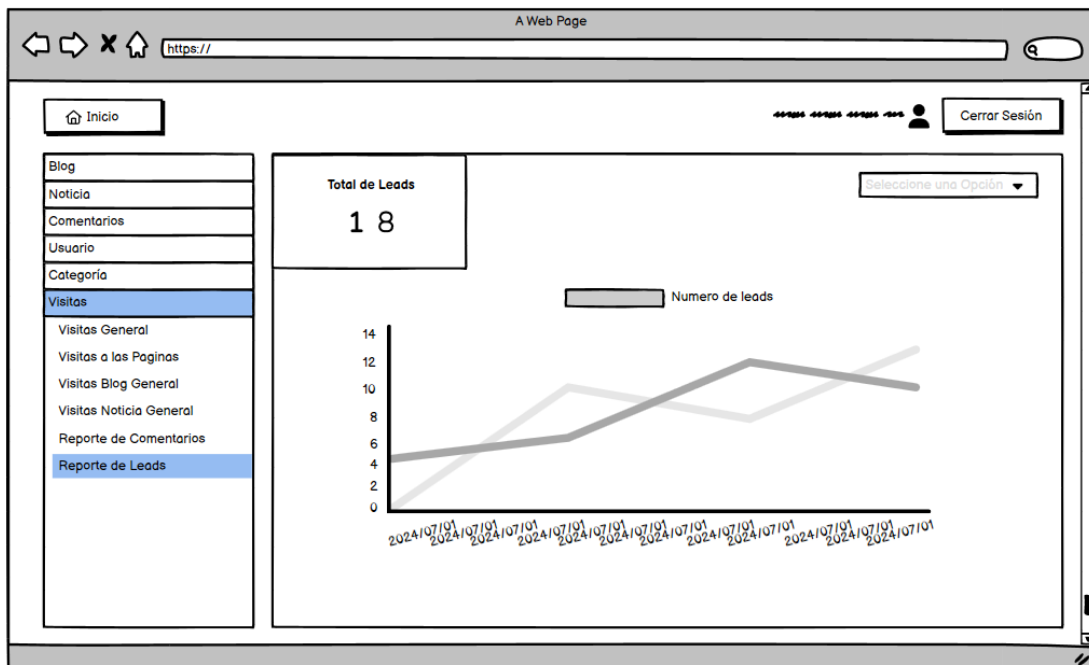 A Web Page
https://
Inicio
Cerrar Sesión
Blog
Noticia
Comentarios
Usuario
Categoría
Visitas
Visitas General
Visitas a las Paginas
Visitas Blog General
Visitas Noticia General
Reporte de Comentarios
Reporte de Leads
Total de Leads
1 8
Seleccione una Opción
Numero de leads
14
12
10
8
6
4
2
0
2024/07/01
2024/07/01
2024/07/01
2024/07/01
2024/07/01
2024/07/01
2024/07/01
2024/07/01
2024/07/01
2024/07/01
2024/07/01